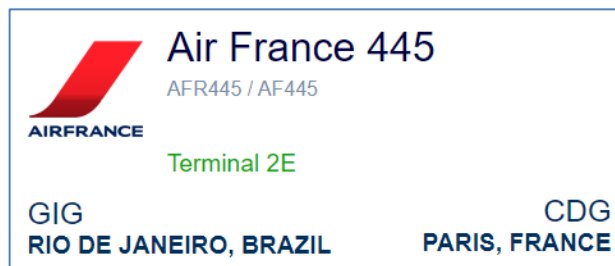 Air France 445
AFR445 / AF445
AIRFRANCE
Terminal 2E
GIG CDG
RIO DE JANEIRO, BRAZIL PARIS, FRANCE